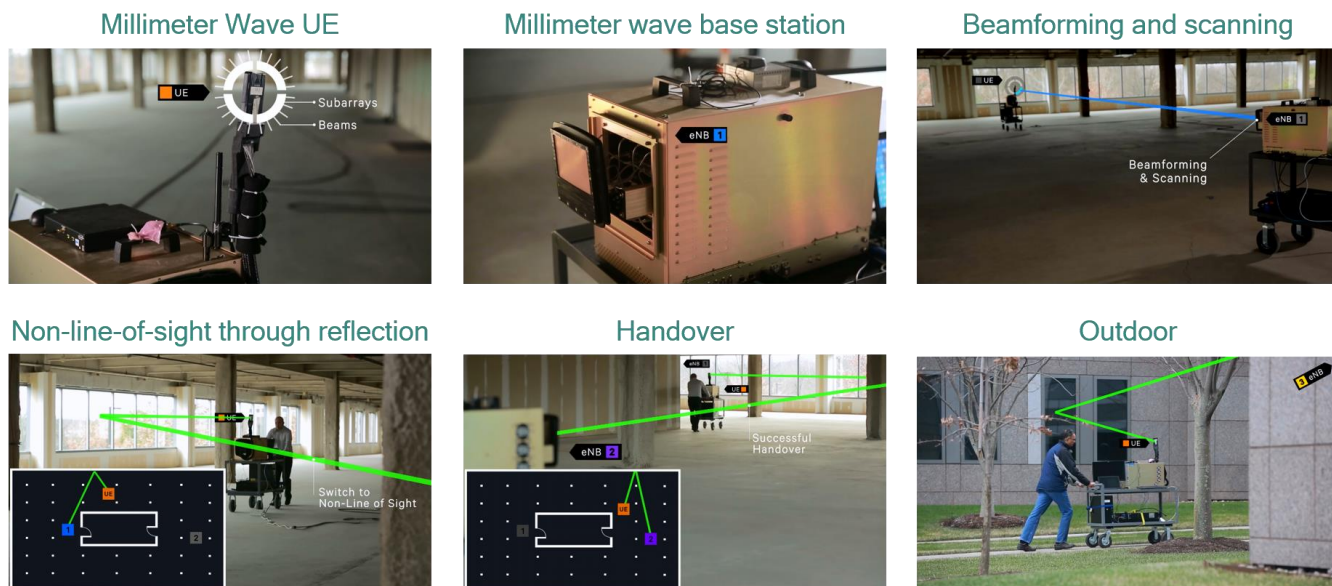 Millimeter Wave UE
Millimeter wave base station
Beamforming and scanning
UE
Subarrays
Beams
eNB 1
UE
eNB 1
Beamforming
& Scanning
Non-line-of-sight through reflection
Handover
Outdoor
UE
Switch to
Non-Line of Sight
UE
1
2
eNB 1
UE
Successful
Handover
eNB 2
UE
1
2
3 eNB
UE